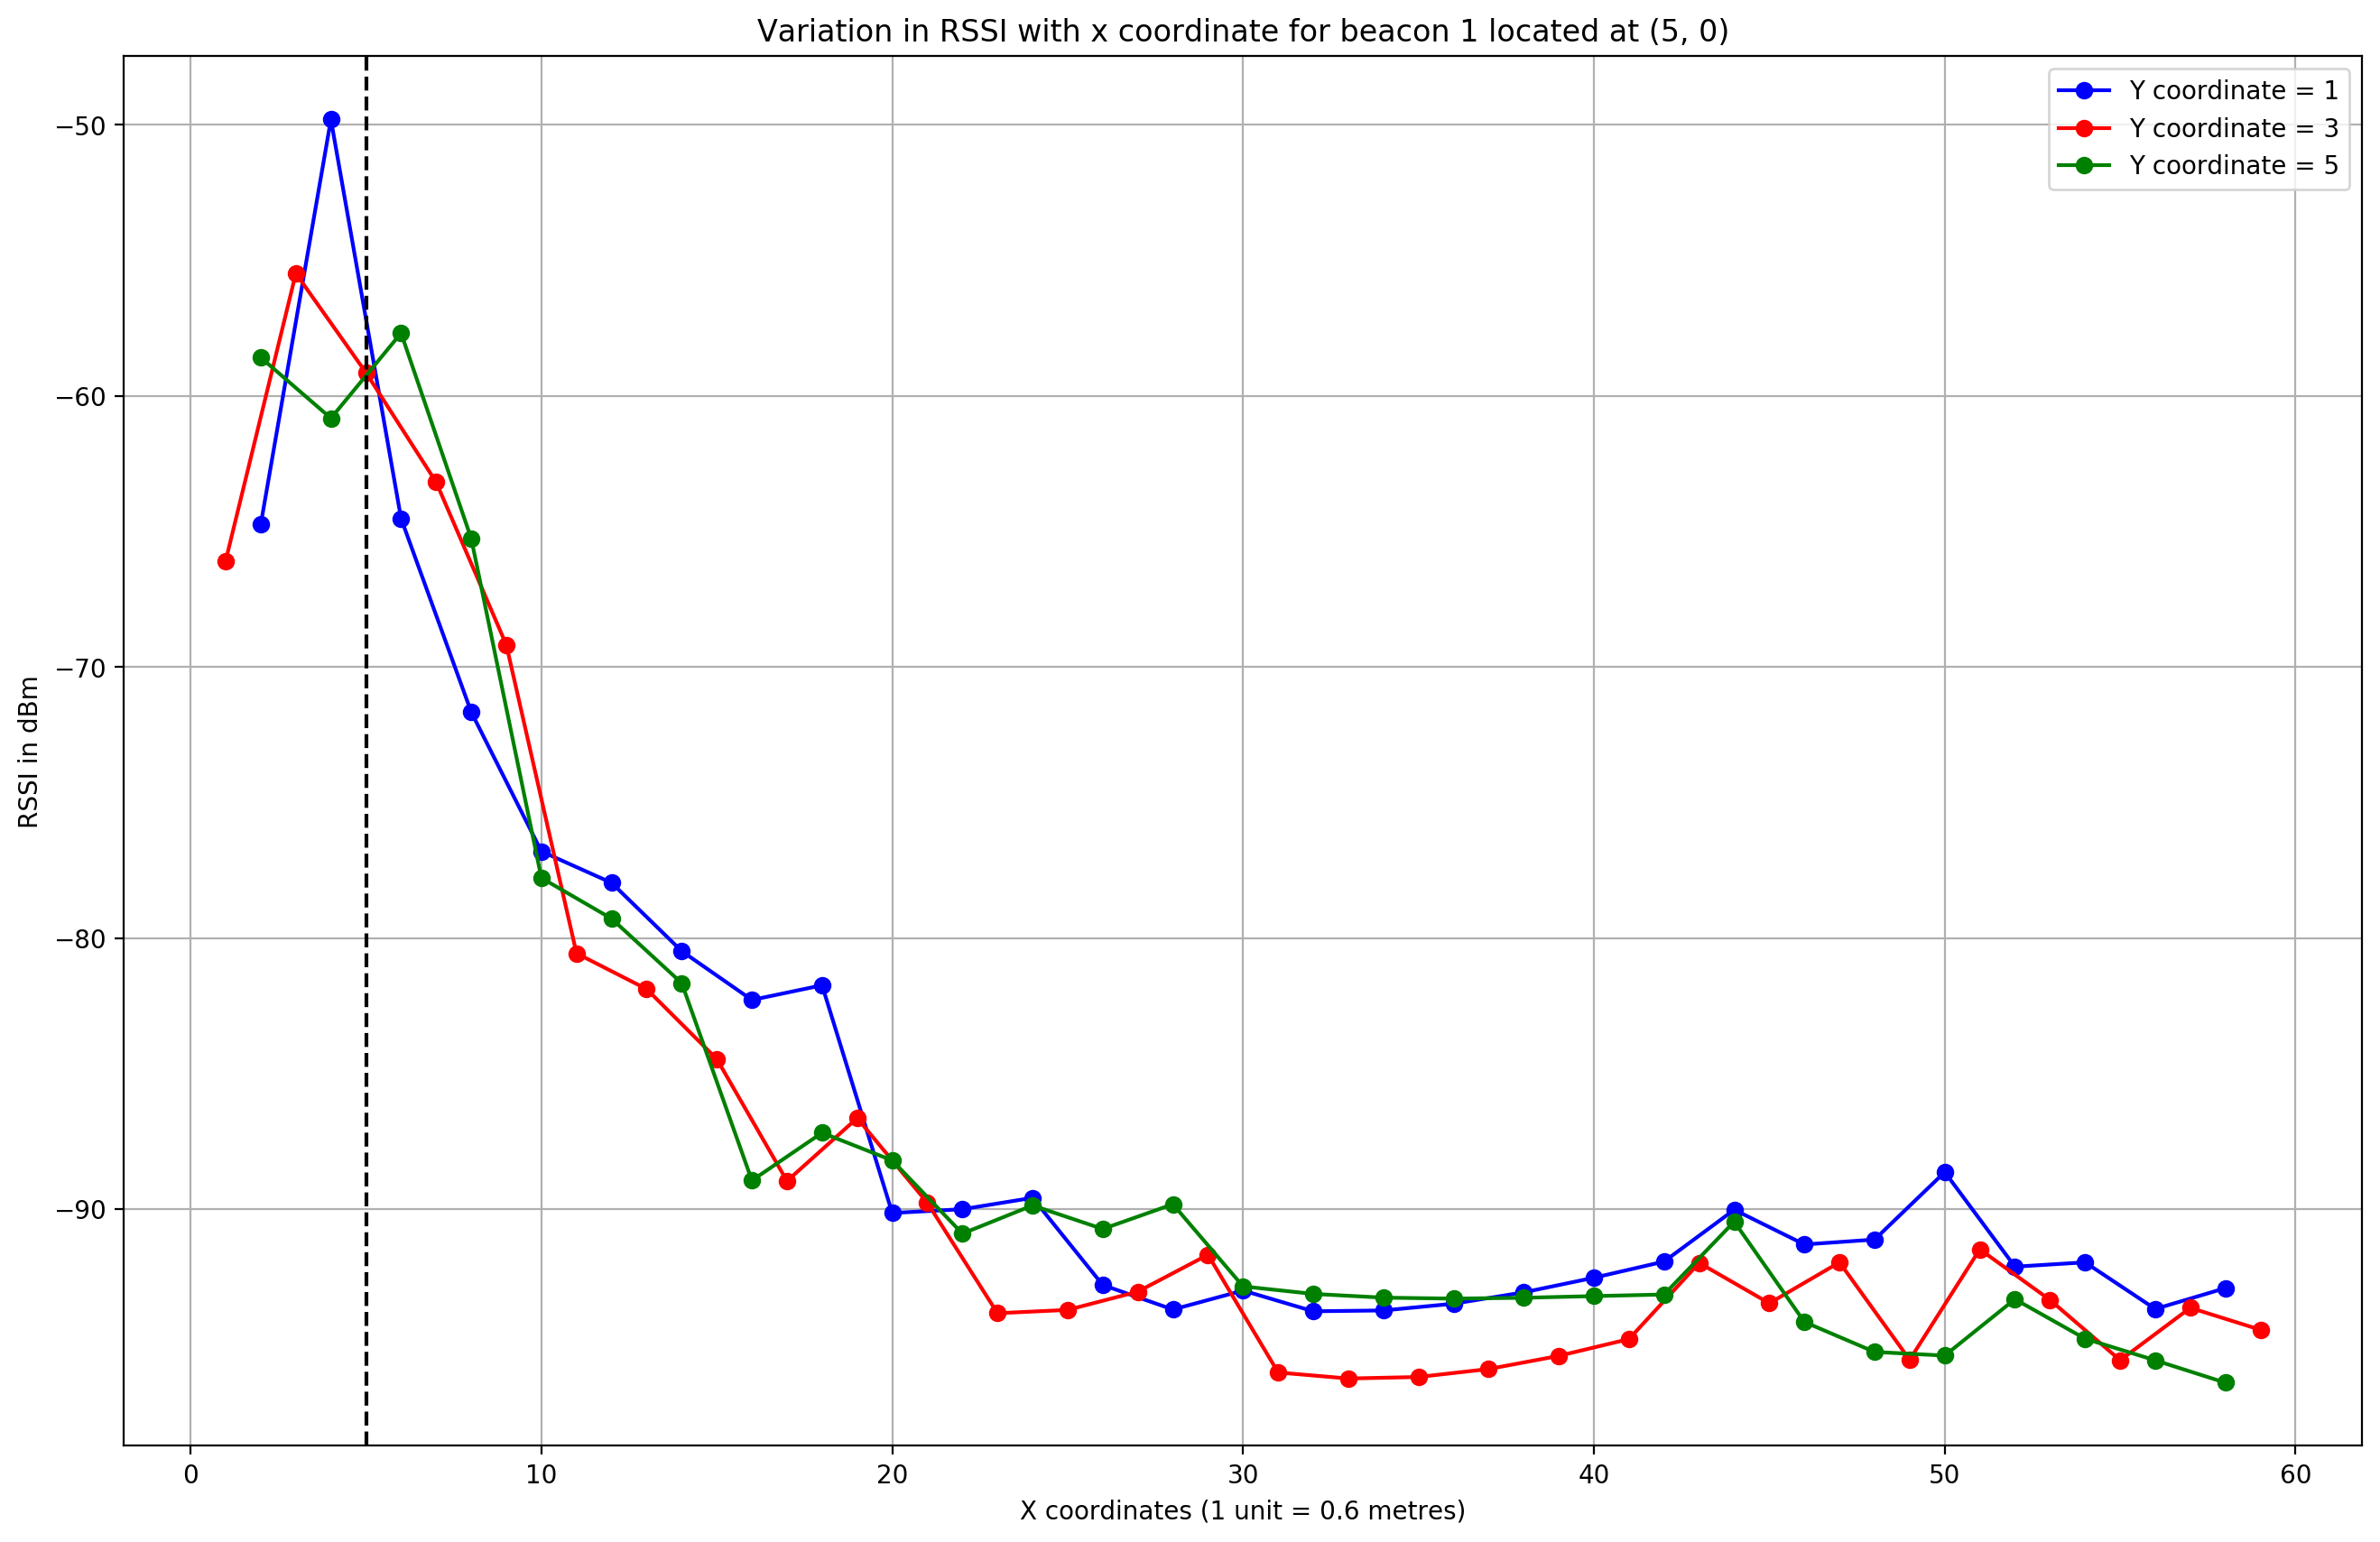 Variation in RSSI with x coordinate for beacon 1 located at (5, 0)
Y coordinate = 1
Y coordinate = 3
Y coordinate = 5
−50
−60
−70
−80
−90
RSSI in dBm
0 10 20 30 40 50 60
X coordinates (1 unit = 0.6 metres)